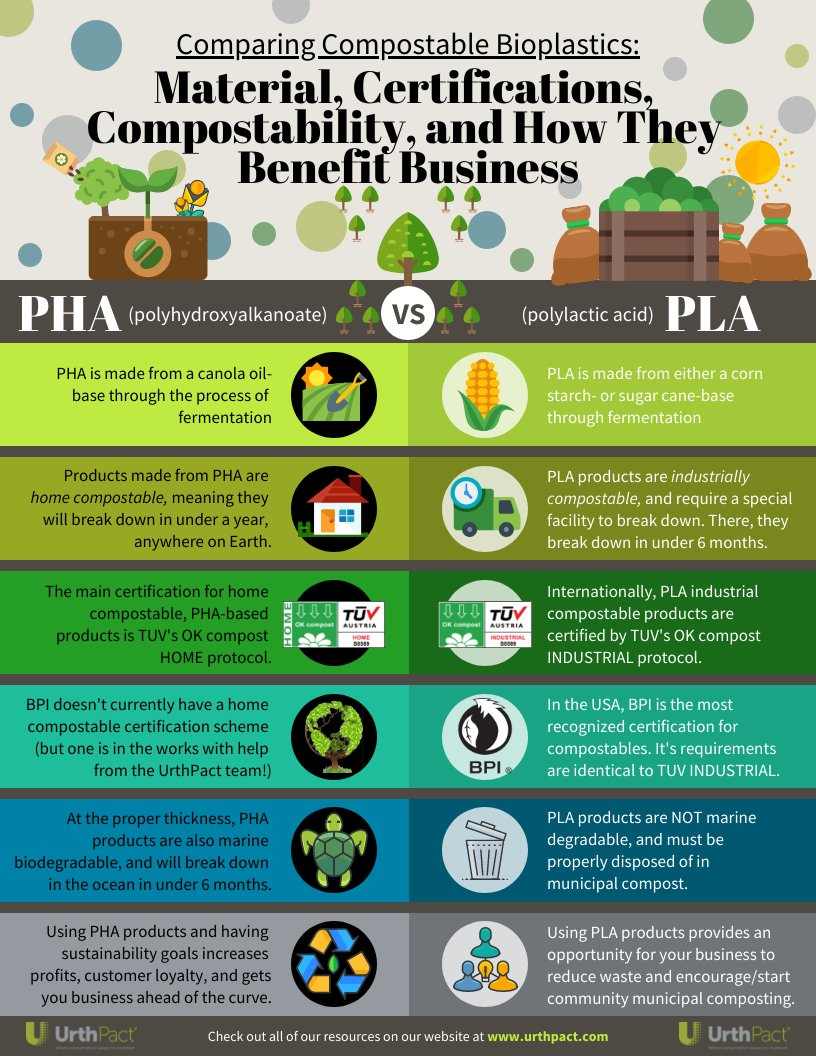 Comparing Compostable Bioplastics:
Material, Certifications,
Compostability, and How They
Benefit Business
PHA (polyhydroxyalkanoate)
VS
(polylactic acid) PLA
PHA is made from a canola oil-
base through the process of
fermentation
PLA is made from either a corn
starch- or sugar cane-base
through fermentation
Products made from PHA are
home compostable, meaning they
will break down in under a year,
anywhere on Earth.
PLA products are industrially
compostable, and require a special
facility to break down. There, they
break down in under 6 months.
The main certification for home
compostable, PHA-based
products is TUV's OK compost
HOME protocol.
HOME
OK compost
TÜV
AUSTRIA
HOME
S0589
OK compost
TÜV
AUSTRIA
INDUSTRIAL
S0589
Internationally, PLA industrial
compostable products are
certified by TUV's OK compost
INDUSTRIAL protocol.
BPI doesn't currently have a home
compostable certification scheme
(but one is in the works with help
from the UrthPact team!)
BPI ®
In the USA, BPI is the most
recognized certification for
compostables. It's requirements
are identical to TUV INDUSTRIAL.
At the proper thickness, PHA
products are also marine
biodegradable, and will break down
in the ocean in under 6 months.
PLA products are NOT marine
degradable, and must be
properly disposed of in
municipal compost.
Using PHA products and having
sustainability goals increases
profits, customer loyalty, and gets
you business ahead of the curve.
Using PLA products provides an
opportunity for your business to
reduce waste and encourage/start
community municipal composting.
UrthPact
Check out all of our resources on our website at www.urthpact.com
UrthPact